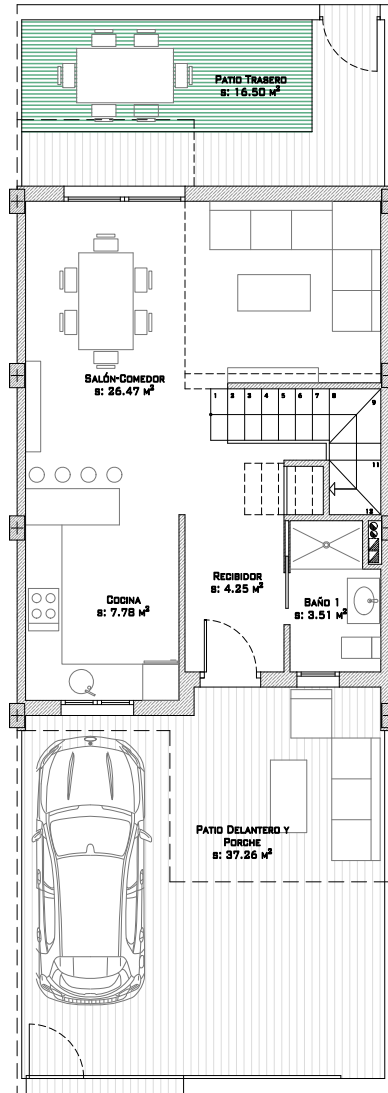 Patio Trasero
s: 16.50 m²
Salón-Comedor
s: 26.47 m²
1 2 3 4 5 6 7 8
9
11
12
Recibidor
s: 4.25 m²
Cocina
s: 7.78 m²
Baño 1
s: 3.51 m²
Patio Delantero y
Porche
s: 37.26 m²